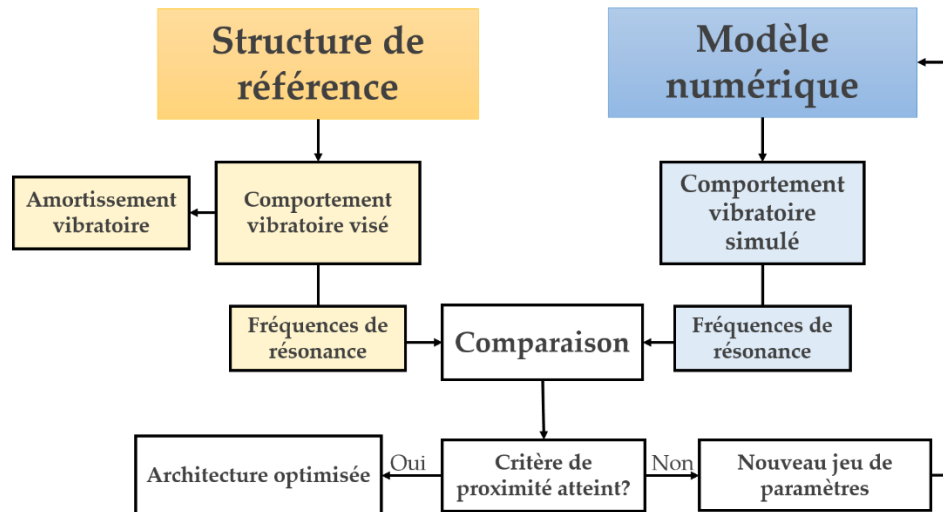 Structure de
référence
Modèle
numérique
Amortissement
vibratoire
Comportement
vibratoire visé
Comportement
vibratoire
simulé
Fréquences de
résonance
Comparaison
Fréquences de
résonance
Architecture optimisée
Oui
Critère de
proximité atteint?
Non
Nouveau jeu de
paramètres